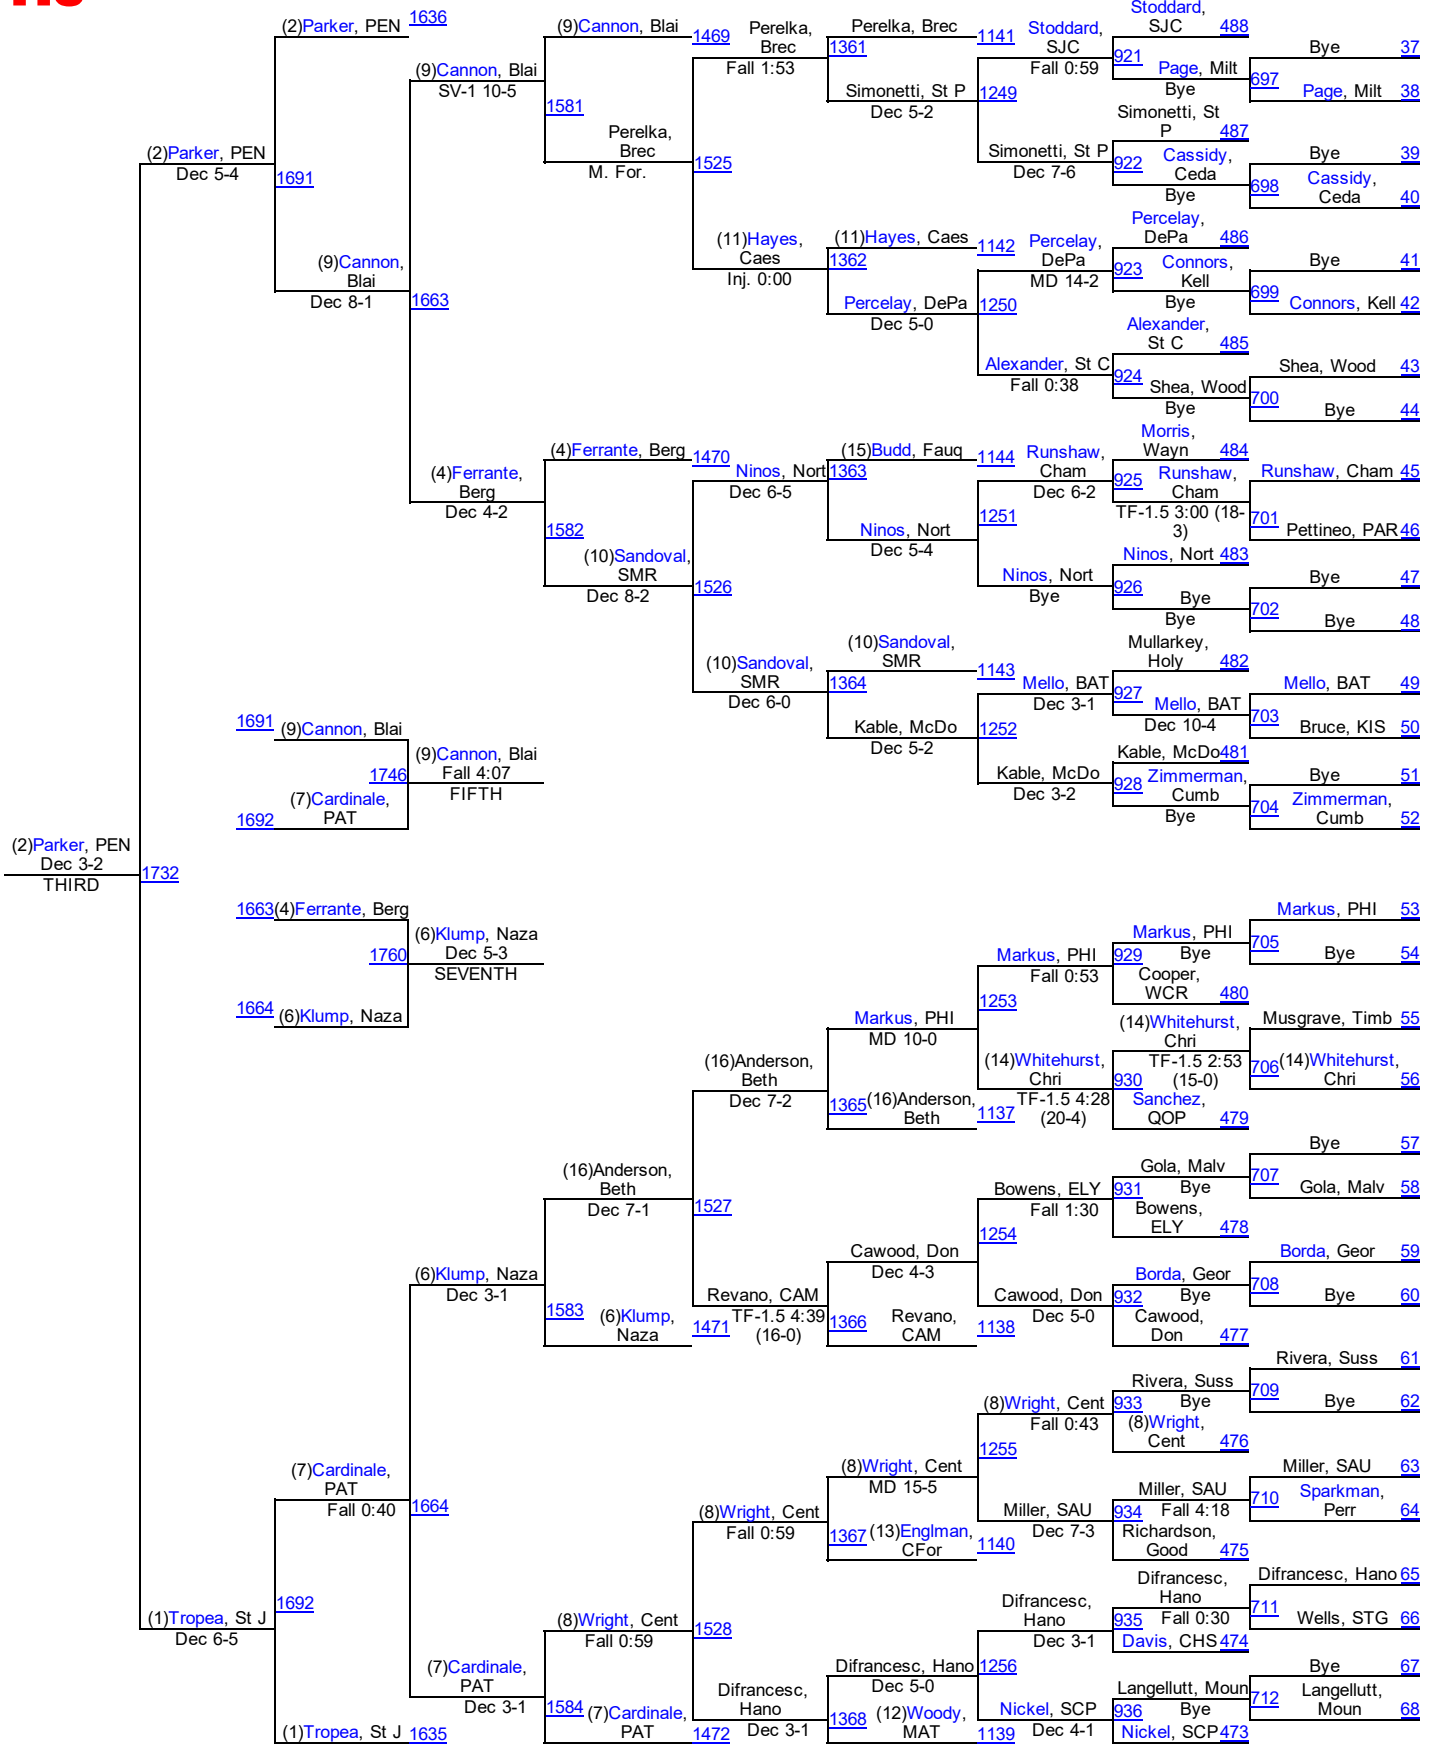 (2)Parker, PEN
Dec 3-2
THIRD
1732
(2)Parker, PEN
Dec 5-4
(1)Tropea, St J
Dec 6-5
(2)Parker, PEN
1636
1691
(9)Cannon,
Blai
Dec 8-1
1691
(9)Cannon, Blai
1746
(7)Cardinale,
PAT
1692
(9)Cannon, Blai
Fall 4:07
FIFTH
1663
(4)Ferrante, Berg
1760
1664
(6)Klump, Naza
(6)Klump, Naza
Dec 5-3
SEVENTH
(7)Cardinale,
PAT
Fall 0:40
1692
(1)Tropea, St J
1635
(9)Cannon, Blai
SV-1 10-5
1663
(4)Ferrante,
Berg
Dec 4-2
(6)Klump, Naza
Dec 3-1
1664
(7)Cardinale,
PAT
Dec 3-1
(9)Cannon, Blai
1469
1581
Perelka,
Brec
M. For.
(4)Ferrante, Berg
1470
1582
(10)Sandoval,
SMR
Dec 8-2
(16)Anderson,
Beth
Dec 7-1
1583
(6)Klump,
Naza
1471
(8)Wright, Cent
Fall 0:59
1584
(7)Cardinale,
PAT
1472
Perelka,
Brec
Fall 1:53
1525
(11)Hayes,
Caes
Inj. 0:00
Ninos, Nort
Dec 6-5
1526
(10)Sandoval,
SMR
Dec 6-0
(16)Anderson,
Beth
Dec 7-2
1527
Revano, CAM
TF-1.5 4:39
(16-0)
(8)Wright, Cent
Fall 0:59
1528
Difrancesc,
Hano
Dec 3-1
Perelka, Brec
1141
1361
Simonetti, St P
Dec 5-2
(11)Hayes, Caes
1142
1362
Percelay, DePa
Dec 5-0
(15)Budd, Fauq
1144
1363
Ninos, Nort
Dec 5-4
(10)Sandoval,
SMR
1143
1364
Kable, McDo
Dec 5-2
Markus, PHI
MD 10-0
1365
(16)Anderson,
Beth
1137
Cawood, Don
Dec 4-3
1366
Revano,
CAM
1138
(8)Wright, Cent
MD 15-5
1367
(13)Englman,
CFor
1140
Difrancesc, Hano
Dec 5-0
1368
(12)Woody,
MAT
1139
Stoddard,
SJC
Fall 0:59
1249
Simonetti, St P
Dec 7-6
Percelay,
DePa
MD 14-2
1250
Alexander, St C
Fall 0:38
Runshaw,
Cham
Dec 6-2
1251
Ninos, Nort
Bye
Mello, BAT
Dec 3-1
1252
Kable, McDo
Dec 3-2
Markus, PHI
Fall 0:53
1253
(14)Whitehurst,
Chri
TF-1.5 4:28
(20-4)
Bowens, ELY
Fall 1:30
1254
Cawood, Don
Dec 5-0
(8)Wright, Cent
Fall 0:43
1255
Miller, SAU
Dec 7-3
Difrancesc,
Hano
Dec 3-1
1256
Nickel, SCP
Dec 4-1
Stoddard,
SJC
488
921
Page, Milt
Bye
Simonetti, St
P
487
922
Cassidy,
Ceda
Bye
Percelay,
DePa
486
923
Connors,
Kell
Bye
Alexander,
St C
485
924
Shea, Wood
Bye
Morris,
Wayn
484
925
Runshaw,
Cham
TF-1.5 3:00 (18-
3)
Ninos, Nort
483
926
Bye
Bye
Mullarkey,
Holy
482
927
Mello, BAT
Dec 10-4
Kable, McDo
481
928
Zimmerman,
Cumb
Bye
Markus, PHI
929
Bye
Cooper,
WCR
480
(14)Whitehurst,
Chri
TF-1.5 2:53
(15-0)
930
Sanchez,
QOP
479
Gola, Malv
931
Bye
Bowens,
ELY
478
Borda, Geor
932
Bye
Cawood,
Don
477
Rivera, Suss
933
Bye
(8)Wright,
Cent
476
Miller, SAU
934
Fall 4:18
Richardson,
Good
475
Difrancesc,
Hano
935
Fall 0:30
Davis, CHS
474
Langellutt, Moun
936
Bye
Nickel, SCP
473
Bye
37
697
Page, Milt
38
Bye
39
698
Cassidy,
Ceda
40
Bye
41
699
Connors, Kell
42
Shea, Wood
43
700
Bye
44
Runshaw, Cham
45
701
Pettineo, PAR
46
Bye
47
702
Bye
48
Mello, BAT
49
703
Bruce, KIS
50
Bye
51
704
Zimmerman,
Cumb
52
Markus, PHI
53
705
Bye
54
Musgrave, Timb
55
706
(14)Whitehurst,
Chri
56
Bye
57
707
Gola, Malv
58
Borda, Geor
59
708
Bye
60
Rivera, Suss
61
709
Bye
62
Miller, SAU
63
710
Sparkman,
Perr
64
Difrancesc, Hano
65
711
Wells, STG
66
Bye
67
712
Langellutt,
Moun
68